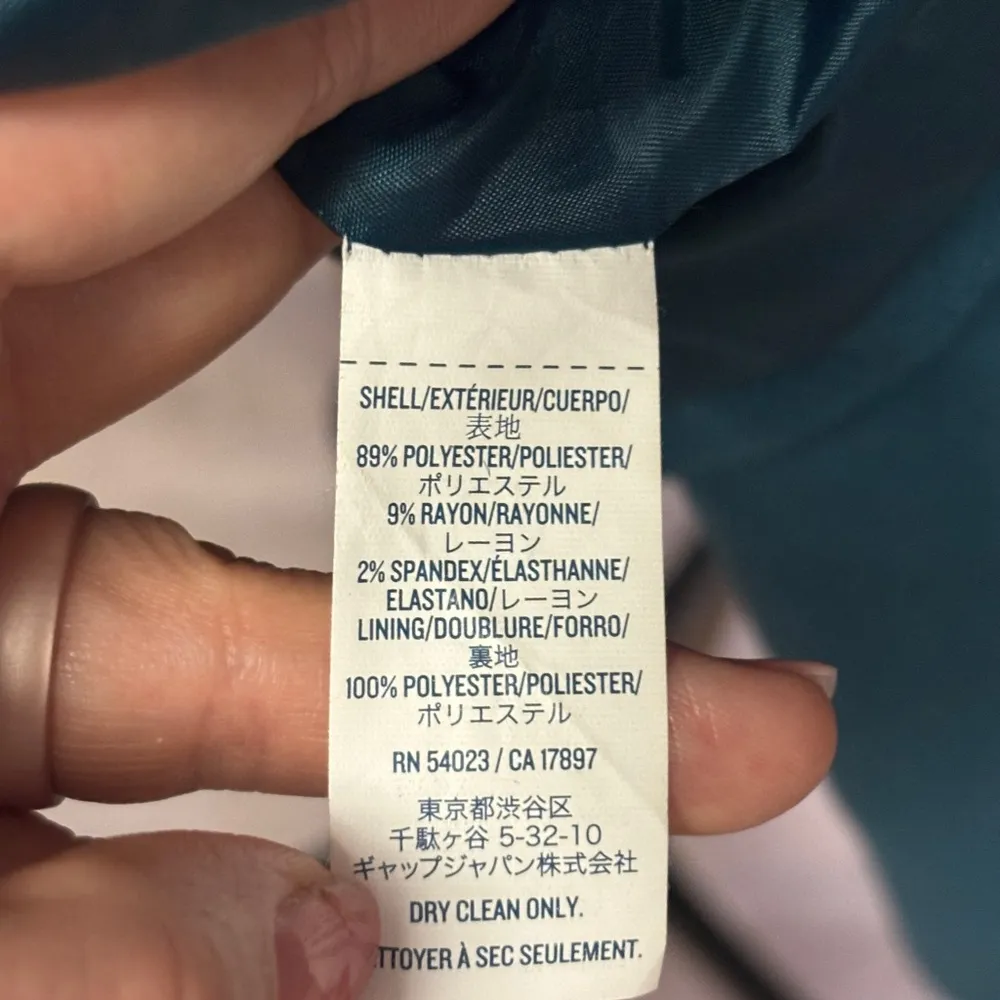 SHELL/EXTÉRIEUR/CUERPO/
表地
89% POLYESTER/POLIESTER/
ポリエステル
9% RAYON/RAYONNE/
レーヨン
2% SPANDEX/ÉLASTHANNE/
ELASTANO/レーヨン
LINING/DOUBLURE/FORRO/
裏地
100% POLYESTER/POLIESTER/
ポリエステル
RN 54023 / CA 17897
東京都渋谷区
千駄ヶ谷 5-32-10
ギャップジャパン株式会社
DRY CLEAN ONLY.
À SEC SEULEMENT.